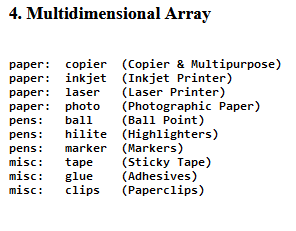 4. Multidimensional Array
paper: copier (Copier & Multipurpose)
paper: inkjet (Inkjet Printer)
paper: laser (Laser Printer)
paper: photo (Photographic Paper)
pens: ball (Ball Point)
pens: hilite (Highlighters)
pens: marker (Markers)
misc: tape (Sticky Tape)
misc: glue (Adhesives)
misc: clips (Paperclips)